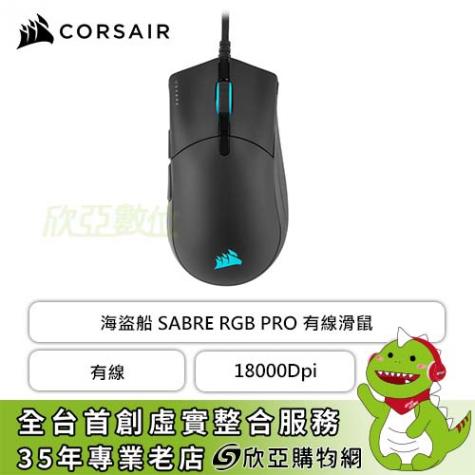 CORSAIR
欣亞數位
海盜船 SABRE RGB PRO 有線滑鼠
有線
18000Dpi
全台首創虛實整合服務
35年專業老店 欣亞購物網